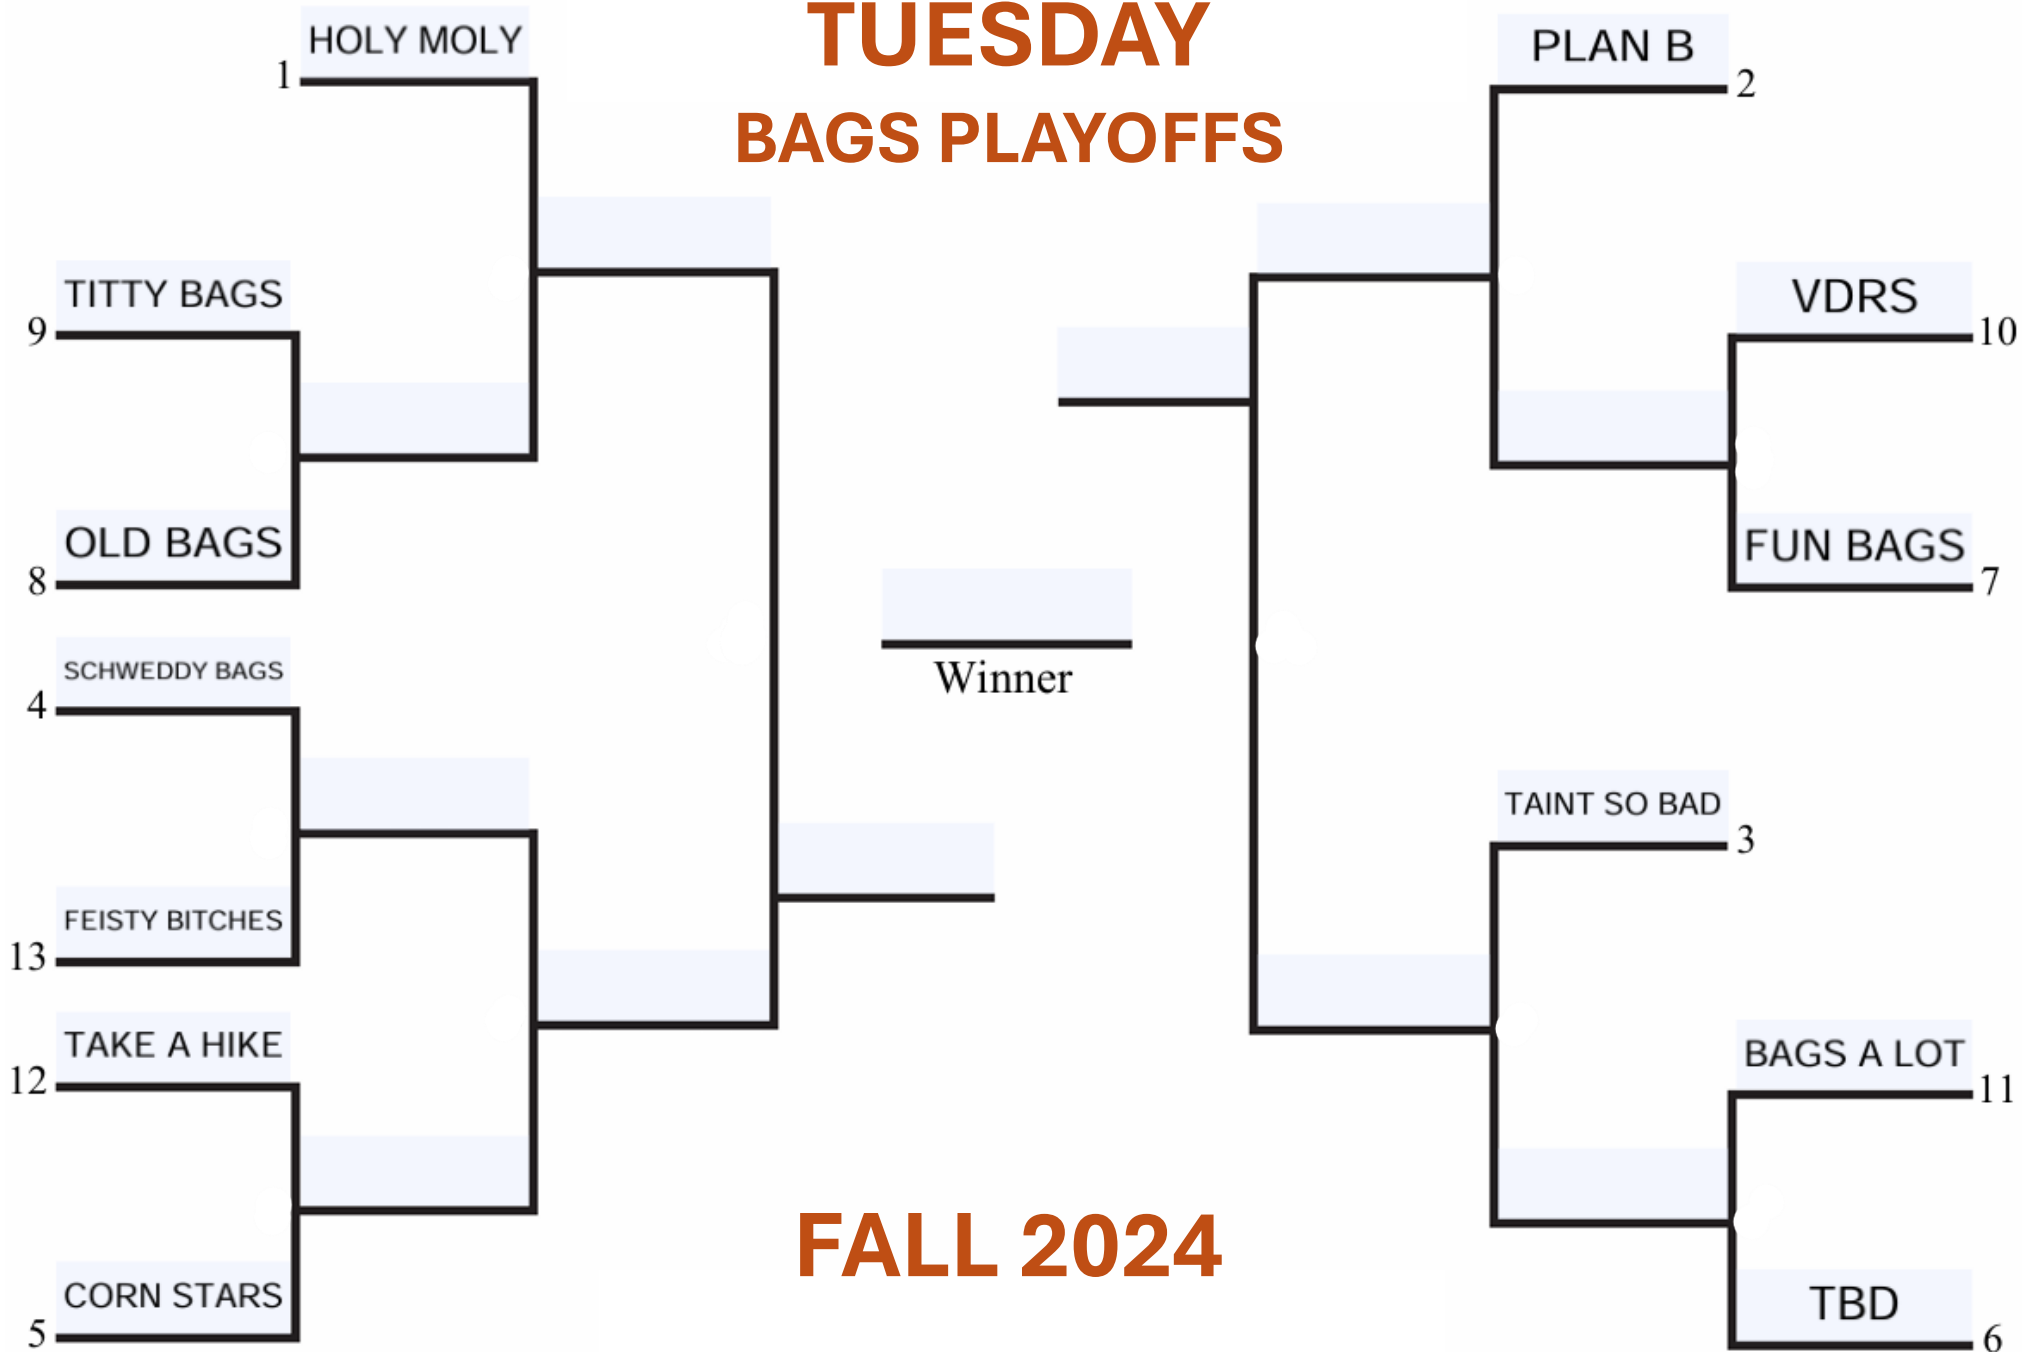 TUESDAY
BAGS PLAYOFFS
HOLY MOLY
1
TITTY BAGS
9
OLD BAGS
8
SCHWEDDY BAGS
4
FEISTY BITCHES
13
TAKE A HIKE
12
CORN STARS
5
Winner
PLAN B
2
VDRS
10
FUN BAGS
7
TAINT SO BAD
3
BAGS A LOT
11
TBD
6
FALL 2024